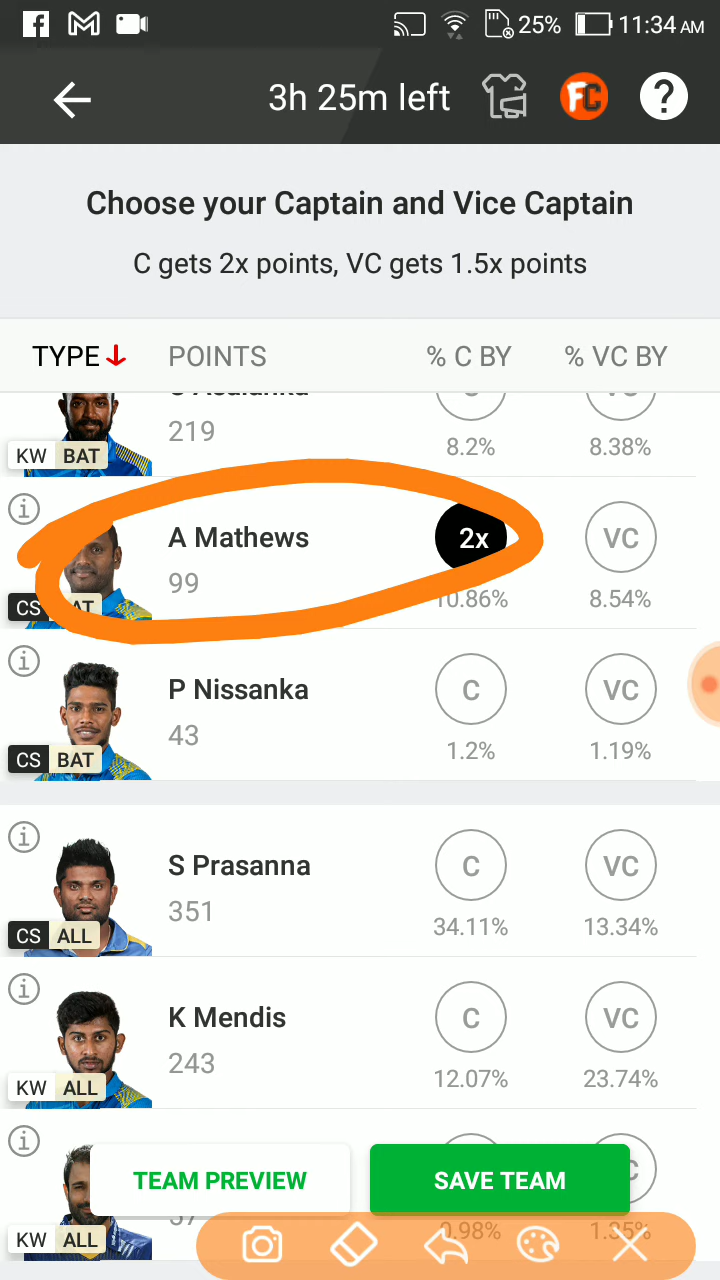 25% 11:34 AM
3h 25m left FC ?
Choose your Captain and Vice Captain
C gets 2x points, VC gets 1.5x points
TYPE POINTS % C BY % VC BY
219
KW BAT 8.2% 8.38%
i
A Mathews 2x VC
99
CS 10.86% 8.54%
i
P Nissanka C VC
43
CS BAT 1.2% 1.19%
i
S Prasanna C VC
351
CS ALL 34.11% 13.34%
i
K Mendis C VC
243
KW ALL 12.07% 23.74%
i
TEAM PREVIEW SAVE TEAM
KW ALL 0.98% 1.35%